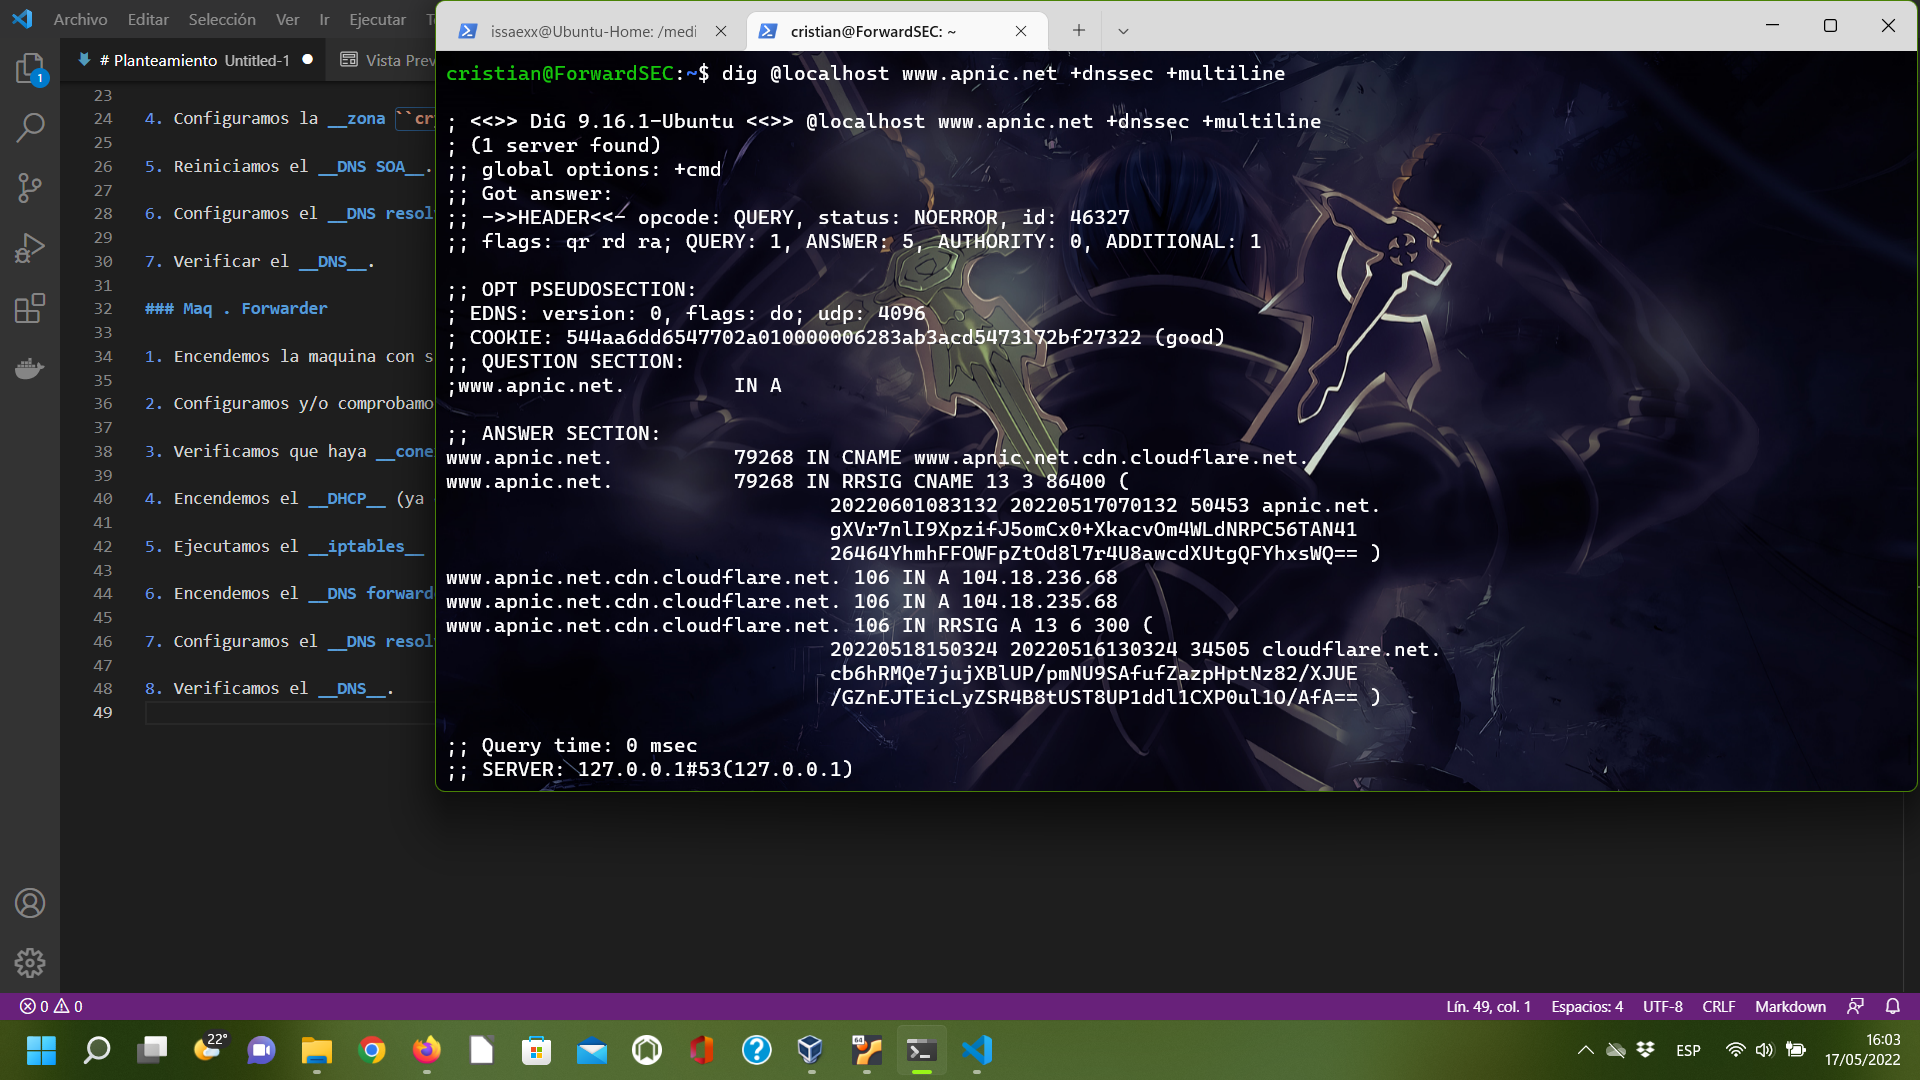 Archivo Editar Selección Ver Ir Ejecutar
# Planteamiento Untitled-1
Vista Prev
1
issaexx@Ubuntu-Home: /medi
cristian@ForwardSEC: ~
23
24 4. Configuramos la __zona ``cr
25
26 5. Reiniciamos el __DNS SOA__.
27
28 6. Configuramos el __DNS resol
29
30 7. Verificar el __DNS__.
31
32 ### Maq . Forwarder
33
34 1. Encendemos la maquina con s
35
36 2. Configuramos y/o comprobamo
37
38 3. Verificamos que haya __cone
39
40 4. Encendemos el __DHCP__ (ya
41
42 5. Ejecutamos el __iptables__
43
44 6. Encendemos el __DNS forward
45
46 7. Configuramos el __DNS resol
47
48 8. Verificamos el __DNS__.
49
cristian@ForwardSEC:~$ dig @localhost www.apnic.net +dnssec +multiline
; <<>> DiG 9.16.1-Ubuntu <<>> @localhost www.apnic.net +dnssec +multiline
; (1 server found)
;; global options: +cmd
;; Got answer:
;; ->>HEADER<<- opcode: QUERY, status: NOERROR, id: 46327
;; flags: qr rd ra; QUERY: 1, ANSWER: 5, AUTHORITY: 0, ADDITIONAL: 1
;; OPT PSEUDOSECTION:
; EDNS: version: 0, flags: do; udp: 4096
; COOKIE: 544aa6dd6547702a010000006283ab3acd5473172bf27322 (good)
;; QUESTION SECTION:
;www.apnic.net. IN A
;; ANSWER SECTION:
www.apnic.net. 79268 IN CNAME www.apnic.net.cdn.cloudflare.net.
www.apnic.net. 79268 IN RRSIG CNAME 13 3 86400 (
20220601083132 20220517070132 50453 apnic.net.
gXVr7nlI9XpzifJ5omCx0+XkacvOm4WLdNRPC56TAN41
26464YhmhFFOWFpZtOd8l7r4U8awcdXUtgQFYhxsWQ== )
www.apnic.net.cdn.cloudflare.net. 106 IN A 104.18.236.68
www.apnic.net.cdn.cloudflare.net. 106 IN A 104.18.235.68
www.apnic.net.cdn.cloudflare.net. 106 IN RRSIG A 13 6 300 (
20220518150324 20220516130324 34505 cloudflare.net.
cb6hRMQe7jujXBlUP/pmNU9SAfufZazpHptNz82/XJUE
/GZnEJTEicLyZSR4B8tUST8UP1ddl1CXP0ul1O/AfA== )
;; Query time: 0 msec
;; SERVER: 127.0.0.1#53(127.0.0.1)
0 0
Lín. 49, col. 1 Espacios: 4 UTF-8 CRLF Markdown
22°
64
ESP
16:03
17/05/2022